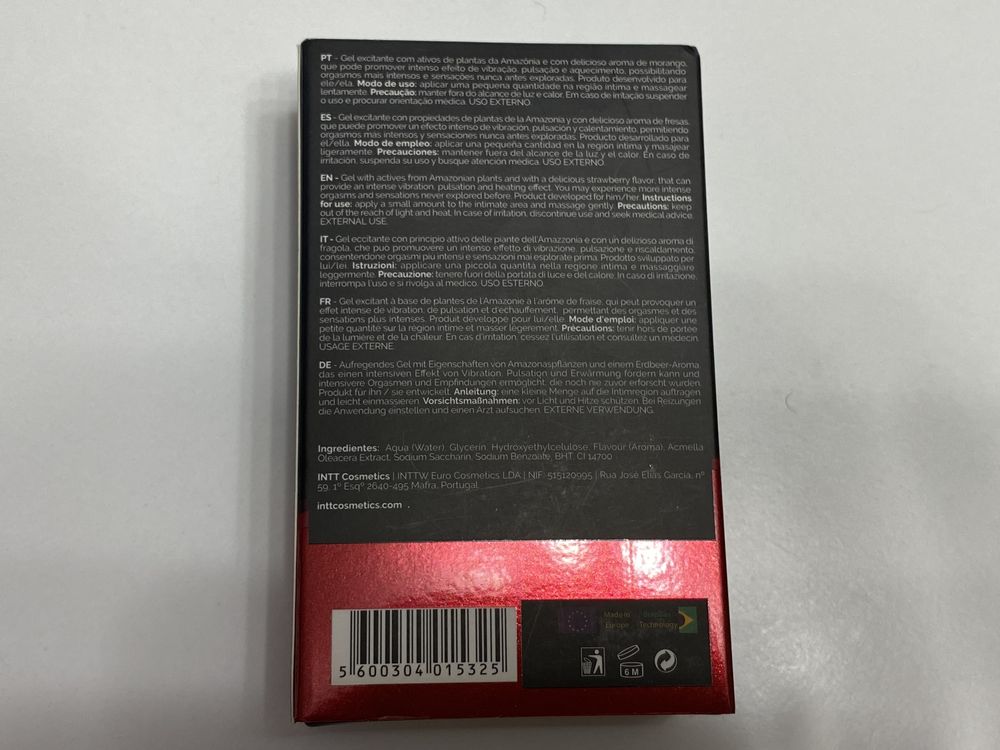 PT - Gel excitante com ativos de plantas da Amazônia e com delicioso aroma de morango,
que pode promover intenso efeito de vibração, pulsação e aquecimento, possibilitando
orgasmos mais intensos e sensações nunca antes exploradas. Produto desenvolvido para
ele/ela. Modo de uso: aplicar uma pequena quantidade na região intima e massagear
lentamente. Precaução: manter fora do alcance de luz e calor. Em caso de irritação suspender
o uso e procurar orientação médica. USO EXTERNO.
ES - Gel excitante con propiedades de plantas de la Amazonia y con delicioso aroma de fresas,
que puede promover un efecto intenso de vibración, pulsación y calentamiento, permitiendo
orgasmos más intensos y sensaciones nunca antes exploradas. Producto desarrollado para
él/ella. Modo de empleo: aplicar una pequeña cantidad en la región intima y masajear
ligeramente. Precauciones: mantener fuera del alcance de la luz y el calor. En caso de
irritación, suspenda su uso y busque atención médica. USO EXTERNO.
EN - Gel with actives from Amazonian plants and with a delicious strawberry flavor, that can
provide an intense vibration, pulsation and heating effect. You may experience more intense
orgasms and sensations never explored before. Product developed for him/her. Instructions
for use: apply a small amount to the intimate area and massage gently. Precautions: keep
out of the reach of light and heat. In case of irritation, discontinue use and seek medical advice.
EXTERNAL USE.
IT - Gel eccitante con principio attivo delle piante dell'Amazzonia e con un delizioso aroma di
fragola, che può promuovere un intenso effetto di vibrazione, pulsazione e riscaldamento,
consentendone orgasmi più intensi e sensazioni mai esplorate prima. Prodotto sviluppato per
lui/lei. Istruzioni: applicare una piccola quantità nella regione intima e massaggiare
leggermente. Precauzione: tenere fuori della portata di luce e del calore. In caso di irritazione,
interrompa l'uso e si rivolga al medico. USO ESTERNO.
FR - Gel excitant à base de plantes de l'Amazonie à l'arôme de fraise, qui peut provoquer un
effet intense de vibration, de pulsation et d'échauffement, permettant des orgasmes et des
sensations plus intenses. Produit développé pour lui/elle. Mode d'emploi: appliquer une
petite quantité sur la région intime et masser légèrement. Précautions: tenir hors de portée
de la lumière et de la chaleur. En cas d'irritation, cessez l'utilisation et consultez un médecin.
USAGE EXTERNE.
DE - Aufregendes Gel mit Eigenschaften von Amazonaspflanzen und einem Erdbeer-Aroma
das einen intensiven Effekt von Vibration, Pulsation und Erwärmung fördern kann und
intensivere Orgasmen und Empfindungen ermöglicht, die noch nie zuvor erforscht wurden.
Produkt für ihn / sie entwickelt. Anleitung: eine kleine Menge auf die Intimregion auftragen
und leicht einmassieren. Vorsichtsmaßnahmen: vor Licht und Hitze schützen. Bei Reizungen
die Anwendung einstellen und einen Arzt aufsuchen. EXTERNE VERWENDUNG.
Ingredientes: Aqua (Water), Glycerin, Hydroxyethylcelulose, Flavour (Aroma), Acmella
Oleacera Extract, Sodium Saccharin, Sodium Benzoate, BHT, CI 14700
INTT Cosmetics | INTTW Euro Cosmetics LDA | NIF: 515120995 | Rua José Elias Garcia, nº
59, 1º Esqº 2640-495 Mafra, Portugal.
inttcosmetics.com .
Made in
Europe
Brazilian
Technology
6 M
5 600304 015325